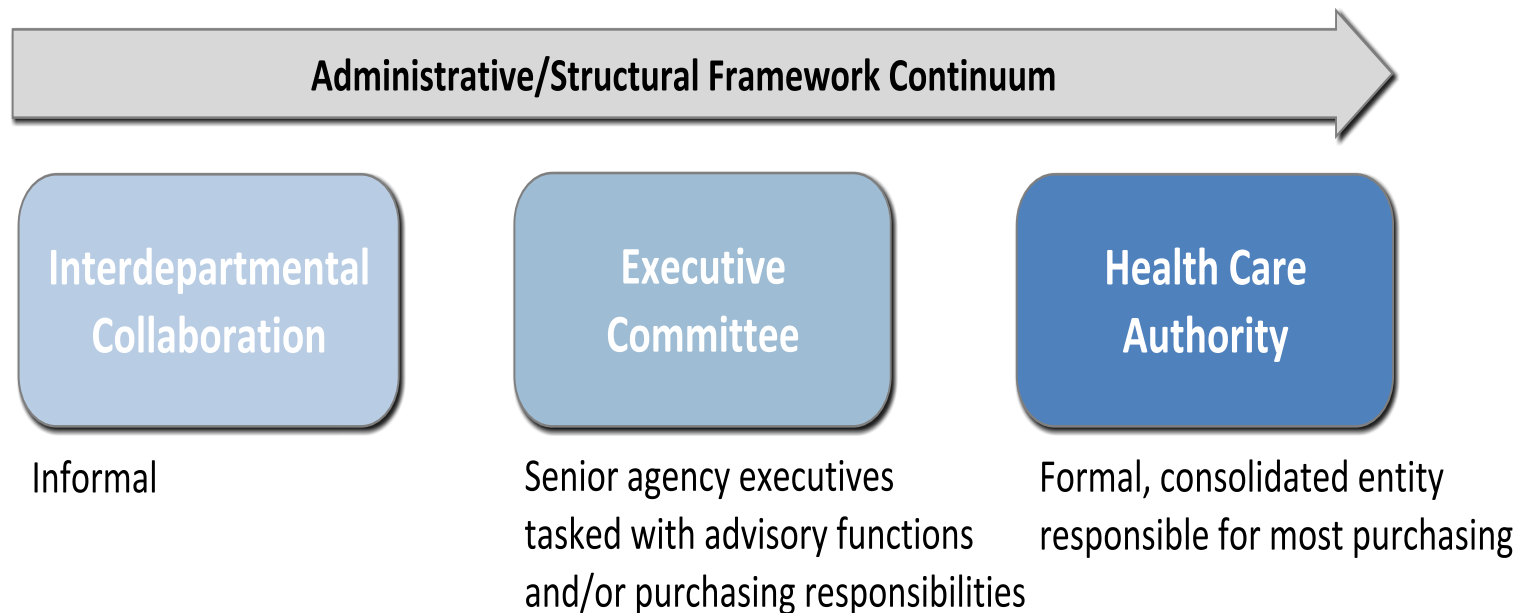 Administrative/Structural Framework Continuum
Interdepartmental
Collaboration
Executive
Committee
Health Care
Authority
Informal
Senior agency executives
tasked with advisory functions
and/or purchasing responsibilities
Formal, consolidated entity
responsible for most purchasing